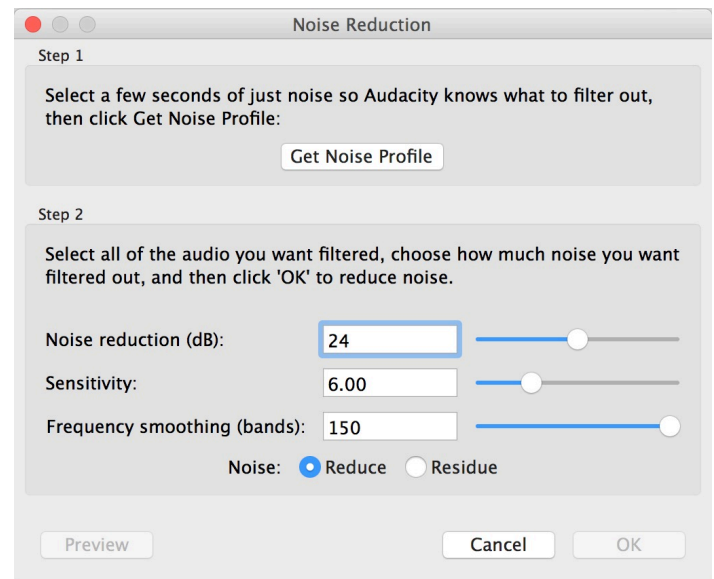 Noise Reduction
Step 1
Select a few seconds of just noise so Audacity knows what to filter out,
then click Get Noise Profile:
Get Noise Profile
Step 2
Select all of the audio you want filtered, choose how much noise you want
filtered out, and then click 'OK' to reduce noise.
Noise reduction (dB): 24
Sensitivity: 6.00
Frequency smoothing (bands): 150
Noise: Reduce Residue
Preview Cancel OK